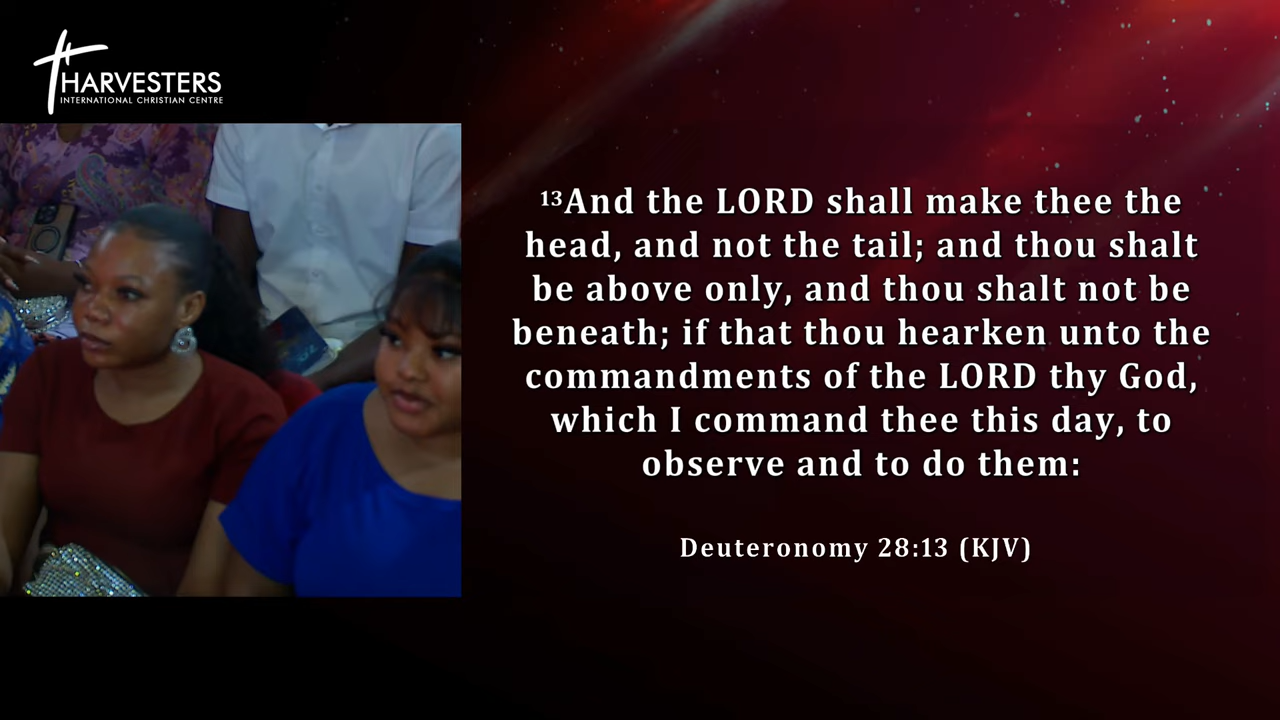 HARVESTERS
INTERNATIONAL CHRISTIAN CENTRE
¹³And the LORD shall make thee the
head, and not the tail; and thou shalt
be above only, and thou shalt not be
beneath; if that thou hearken unto the
commandments of the LORD thy God,
which I command thee this day, to
observe and to do them:
Deuteronomy 28:13 (KJV)